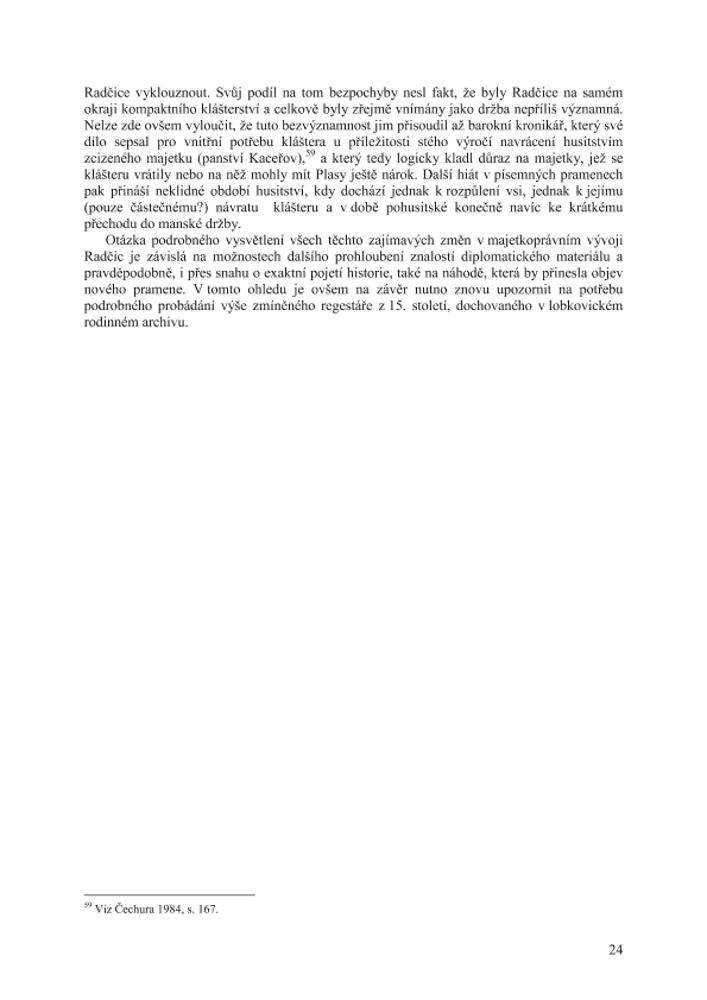 Radčice vyklouznout. Svůj podíl na tom bezpochyby nesl fakt, že byly Radčice na samém
okraji kompaktního klášterství a celkově byly zřejmě vnímány jako držba nepříliš významná.
Nelze zde ovšem vyloučit, že tuto bezvýznamnost jim přisoudil až barokní kronikář, který své
dílo sepsal pro vnitřní potřebu kláštera u příležitosti stého výročí navrácení husitstvím
zcizeného majetku (panství Kaceřov),59 a který tedy logicky kladl důraz na majetky, jež se
klášteru vrátily nebo na něž mohly mít Plasy ještě nárok. Další hiát v písemných pramenech
pak přináší neklidné období husitství, kdy dochází jednak k rozpůlení vsi, jednak k jejímu
(pouze částečnému?) návratu klášteru a v době pohusitské konečně navíc ke krátkému
přechodu do manské držby.
Otázka podrobného vysvětlení všech těchto zajímavých změn v majetkoprávním vývoji
Radčic je závislá na možnostech dalšího prohloubení znalostí diplomatického materiálu a
pravděpodobně, i přes snahu o exaktní pojetí historie, také na náhodě, která by přinesla objev
nového pramene. V tomto ohledu je ovšem na závěr nutno znovu upozornit na potřebu
podrobného probádání výše zmíněného regestáře z 15. století, dochovaného v lobkovickém
rodinném archivu.
59 Viz Čechura 1984, s. 167.
24